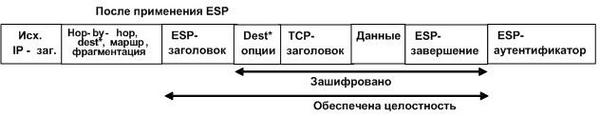 После применения ESP
Исх.
IP - заг.
Hop- by - hop,
dest*, маршр,
фрагментация
ESP-
заголовок
Dest*
опции
TCP-
заголовок
Данные
ESP-
завершение
ESP-
аутентификатор
Зашифровано
Обеспечена целостность